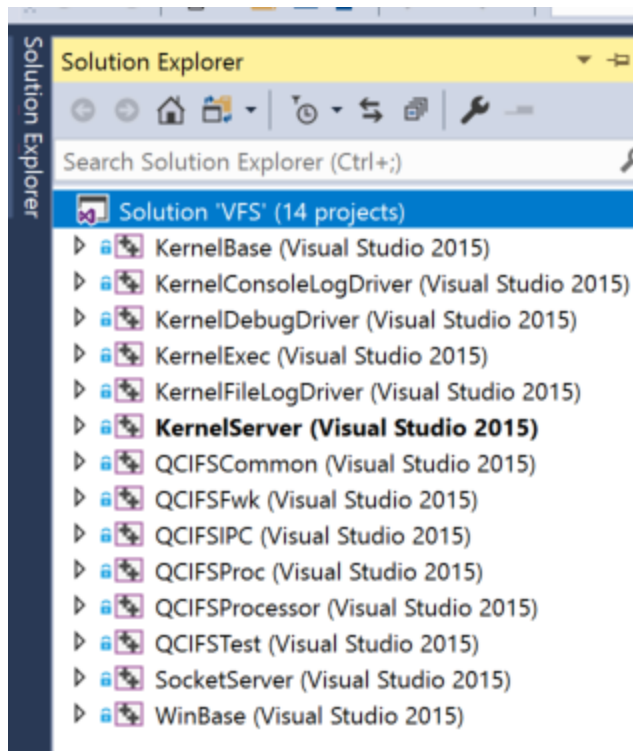 Solution Explorer
Solution Explorer
Search Solution Explorer (Ctrl+;)
Solution 'VFS' (14 projects)
KernelBase (Visual Studio 2015)
KernelConsoleLogDriver (Visual Studio 2015)
KernelDebugDriver (Visual Studio 2015)
KernelExec (Visual Studio 2015)
KernelFileLogDriver (Visual Studio 2015)
KernelServer (Visual Studio 2015)
QCIFSCommon (Visual Studio 2015)
QCIFSFwk (Visual Studio 2015)
QCIFSIPC (Visual Studio 2015)
QCIFSProc (Visual Studio 2015)
QCIFSProcessor (Visual Studio 2015)
QCIFSTest (Visual Studio 2015)
SocketServer (Visual Studio 2015)
WinBase (Visual Studio 2015)